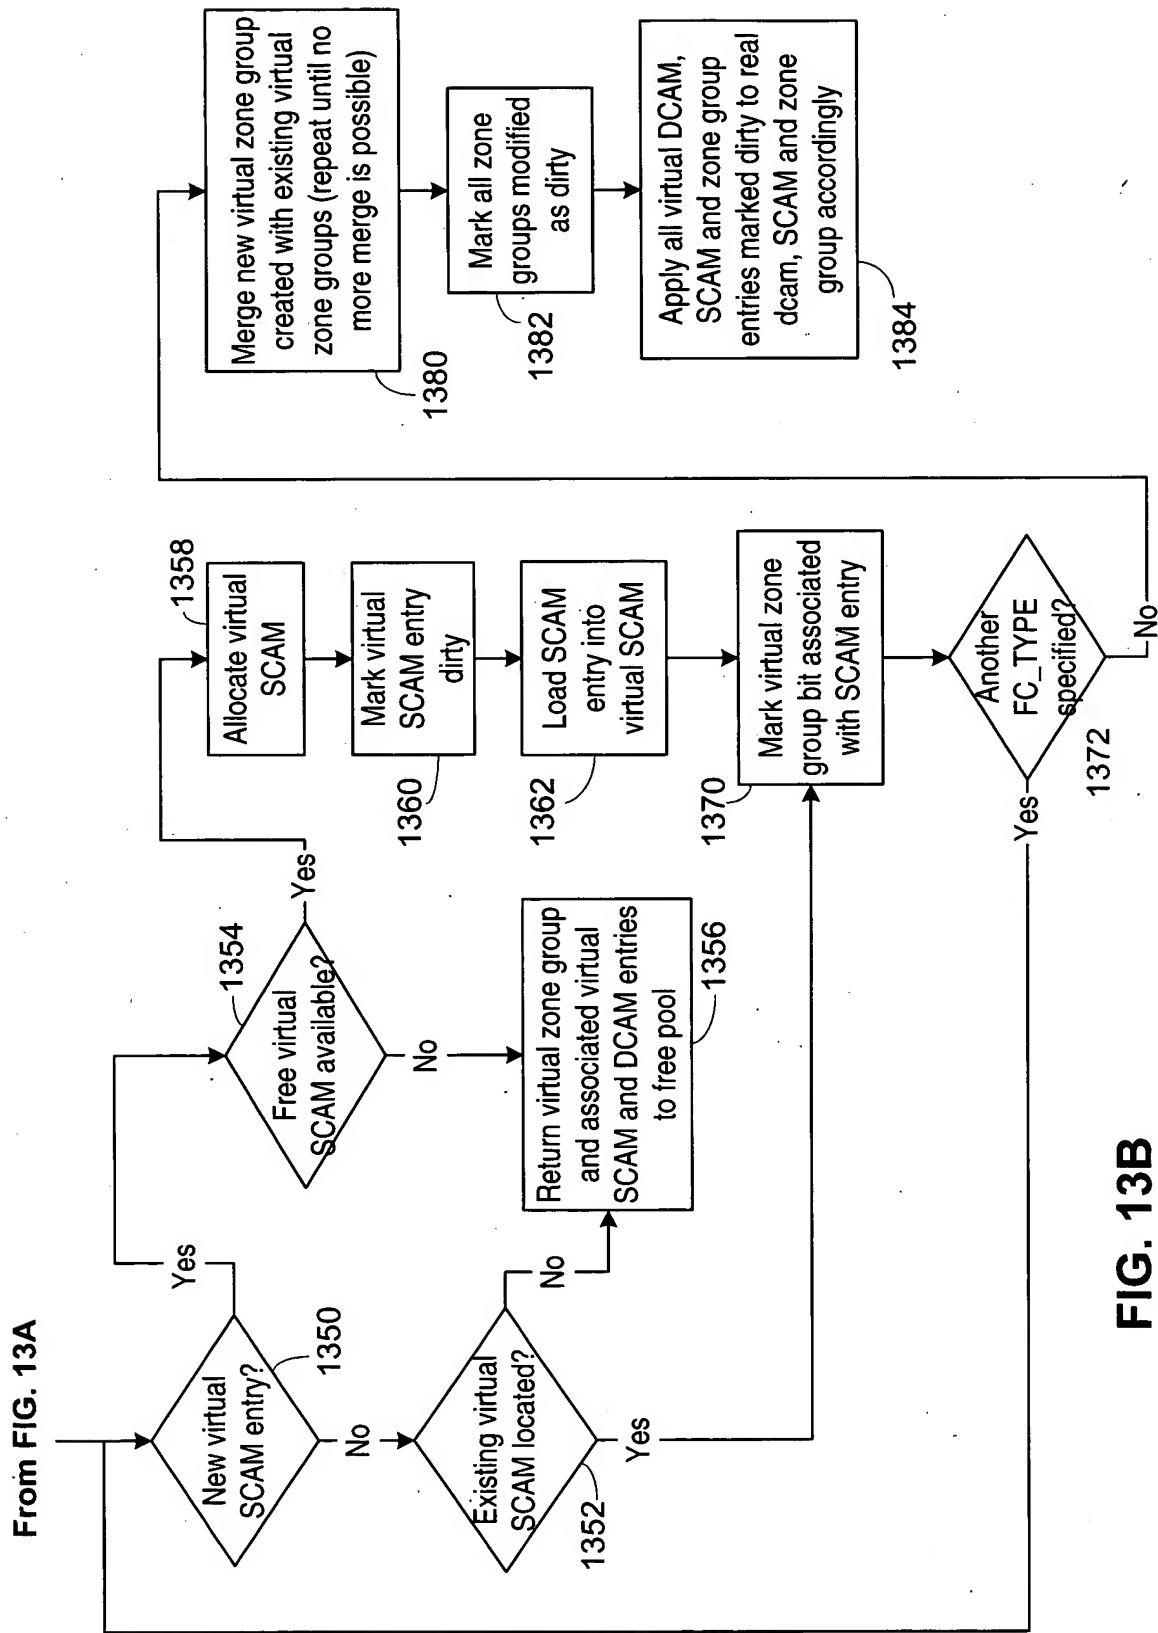 From FIG. 13A
New virtual
SCAM entry?
1350
Yes
No
Existing virtual
SCAM located?
1352
No
Yes
Free virtual
SCAM available?
1354
Yes
No
Return virtual zone group
and associated virtual
SCAM and DCAM entries
to free pool
1356
Allocate virtual
SCAM
1358
Mark virtual
SCAM entry
dirty
1360
Load SCAM
entry into
virtual SCAM
1362
Mark virtual zone
group bit associated
with SCAM entry
1370
Another
FC_TYPE
specified?
1372
Yes
No
Merge new virtual zone group
created with existing virtual
zone groups (repeat until no
more merge is possible)
1380
Mark all zone
groups modified
as dirty
1382
Apply all virtual DCAM,
SCAM and zone group
entries marked dirty to real
dcam, SCAM and zone
group accordingly
1384
FIG. 13B